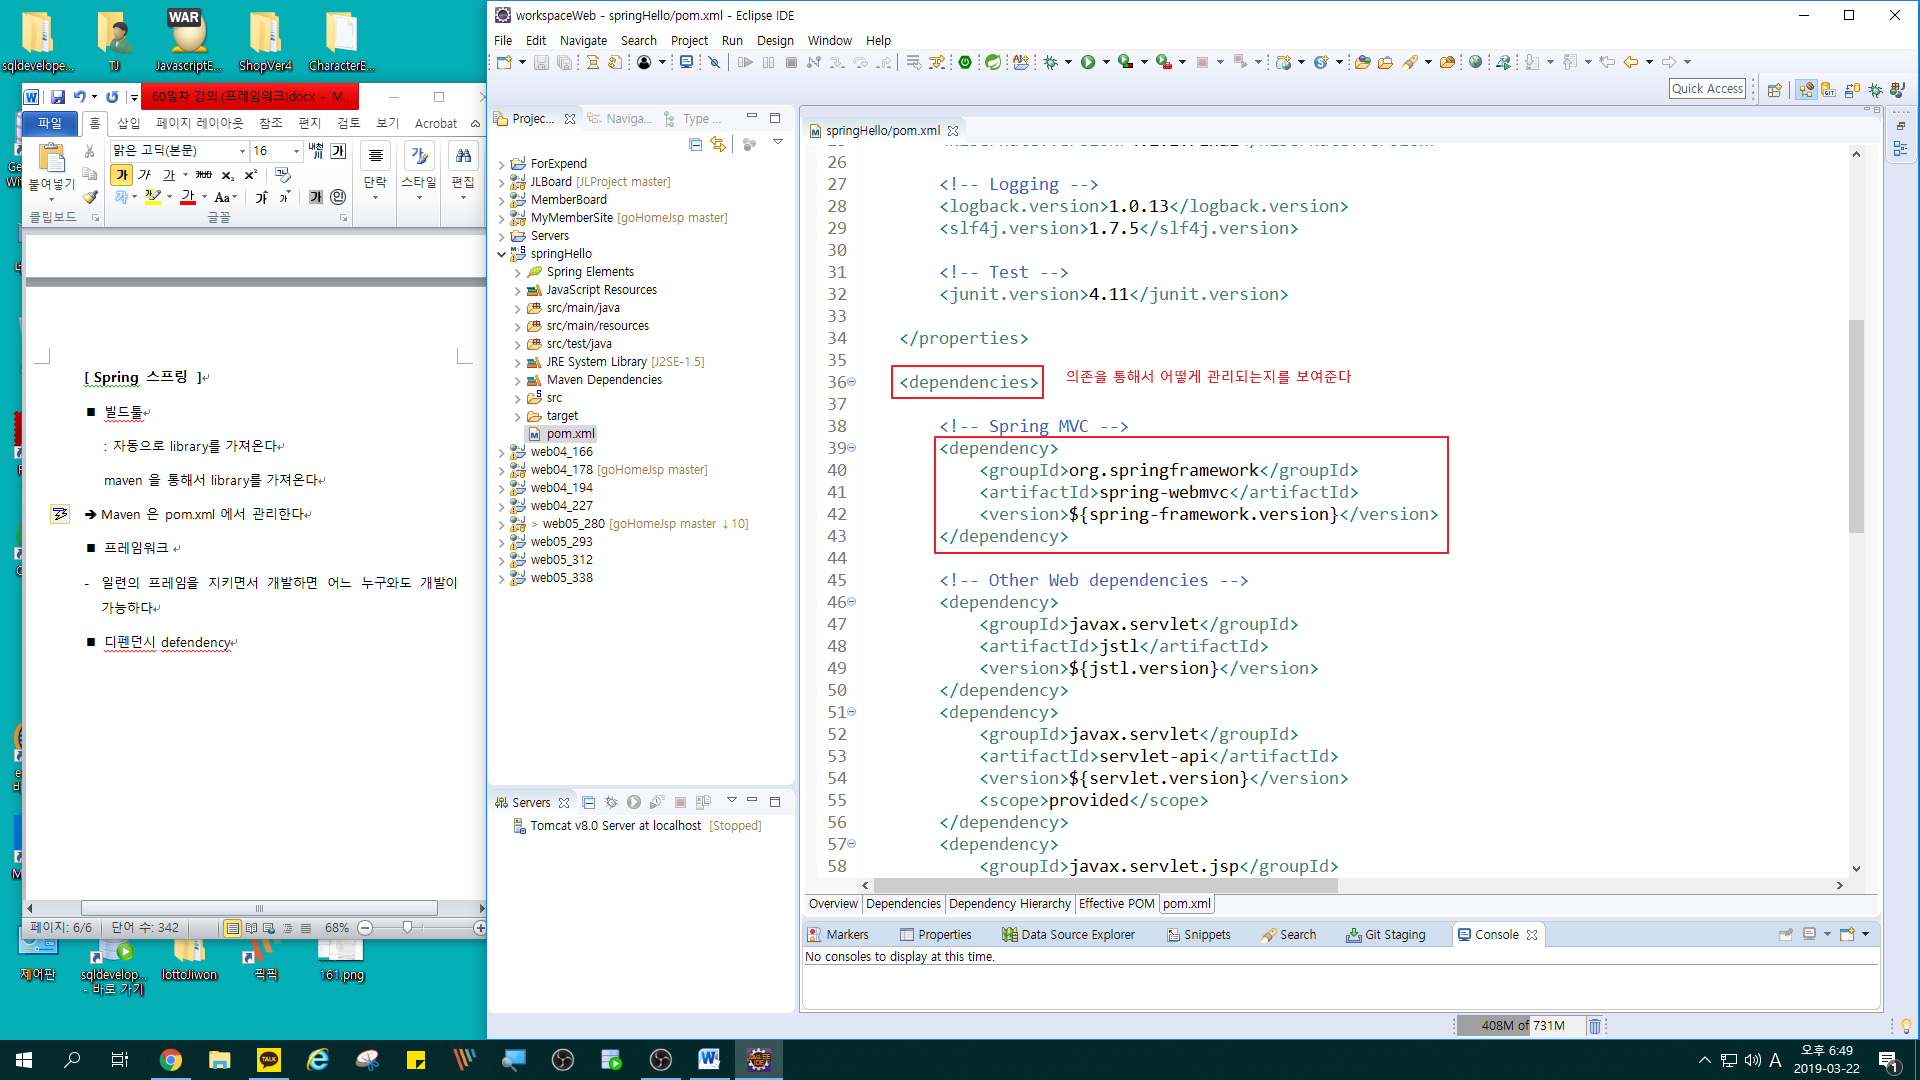 sqldevelope...
TJ
WAR
JavascriptE...
ShopVer4
CharacterE...
60일차 강의.(프레임워크)docx - M...
파일
홈
삽입
페이지 레이아웃
참조
편지
검토
보기
Acrobat
맑은 고딕(본문)
16
붙여넣기
단락
스타일
편집
클립보드
글꼴
[ Spring 스프링 ]
■ 빌드툴
: 자동으로 library를 가져온다
maven 을 통해서 library를 가져온다
➔ Maven 은 pom.xml 에서 관리한다
■ 프레임워크
- 일련의 프레임을 지키면서 개발하면 어느 누구와도 개발이
가능하다
■ 디펜던시 defendency
페이지: 6/6
단어 수: 342
68%
제어판
sqldevelop...
- 바로 가기
lottoJiwon
픽픽
161.png
workspaceWeb - springHello/pom.xml - Eclipse IDE
File Edit Navigate Search Project Run Design Window Help
Quick Access
Projec...
Naviga...
Type ...
ForExpend
JLBoard [JLProject master]
MemberBoard
MyMemberSite [goHomeJsp master]
Servers
springHello
Spring Elements
JavaScript Resources
src/main/java
src/main/resources
src/test/java
JRE System Library [J2SE-1.5]
Maven Dependencies
src
target
pom.xml
web04_166
web04_178 [goHomeJsp master]
web04_194
web04_227
> web05_280 [goHomeJsp master ↓10]
web05_293
web05_312
web05_338
Servers
Tomcat v8.0 Server at localhost [Stopped]
springHello/pom.xml
26
27 <!-- Logging -->
28 <logback.version>1.0.13</logback.version>
29 <slf4j.version>1.7.5</slf4j.version>
30
31 <!-- Test -->
32 <junit.version>4.11</junit.version>
33
34 </properties>
35
36 <dependencies> 의존을 통해서 어떻게 관리되는지를 보여준다
37
38 <!-- Spring MVC -->
39 <dependency>
40 <groupId>org.springframework</groupId>
41 <artifactId>spring-webmvc</artifactId>
42 <version>${spring-framework.version}</version>
43 </dependency>
44
45 <!-- Other Web dependencies -->
46 <dependency>
47 <groupId>javax.servlet</groupId>
48 <artifactId>jstl</artifactId>
49 <version>${jstl.version}</version>
50 </dependency>
51 <dependency>
52 <groupId>javax.servlet</groupId>
53 <artifactId>servlet-api</artifactId>
54 <version>${servlet.version}</version>
55 <scope>provided</scope>
56 </dependency>
57 <dependency>
58 <groupId>javax.servlet.jsp</groupId>
Overview Dependencies Dependency Hierarchy Effective POM pom.xml
Markers Properties Data Source Explorer Snippets Search Git Staging Console
No consoles to display at this time.
408M of 731M
TALK
A
오후 6:49
2019-03-22
1